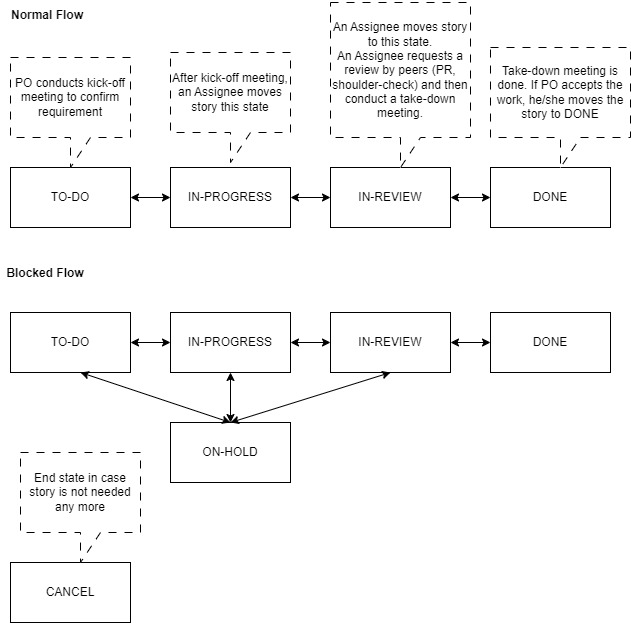 Normal Flow
PO conducts kick-off
meeting to confirm
requirement
After kick-off meeting,
an Assignee moves
story this state
An Assignee moves story
to this state.
An Assignee requests a
review by peers (PR,
shoulder-check) and then
conduct a take-down
meeting.
Take-down meeting is
done. If PO accepts the
work, he/she moves the
story to DONE
TO-DO
IN-PROGRESS
IN-REVIEW
DONE
Blocked Flow
TO-DO
IN-PROGRESS
IN-REVIEW
DONE
ON-HOLD
End state in case
story is not needed
any more
CANCEL